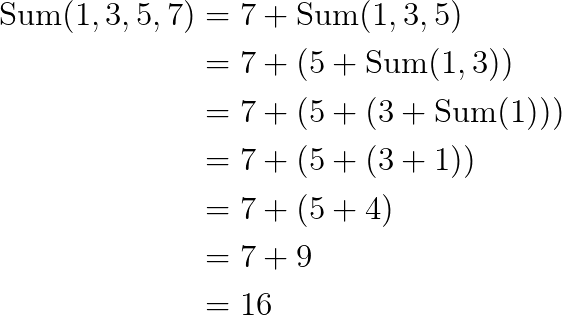 Sum(1, 3, 5, 7) = 7 + Sum(1, 3, 5)
= 7 + (5 + Sum(1, 3))
= 7 + (5 + (3 + Sum(1)))
= 7 + (5 + (3 + 1))
= 7 + (5 + 4)
= 7 + 9
= 16